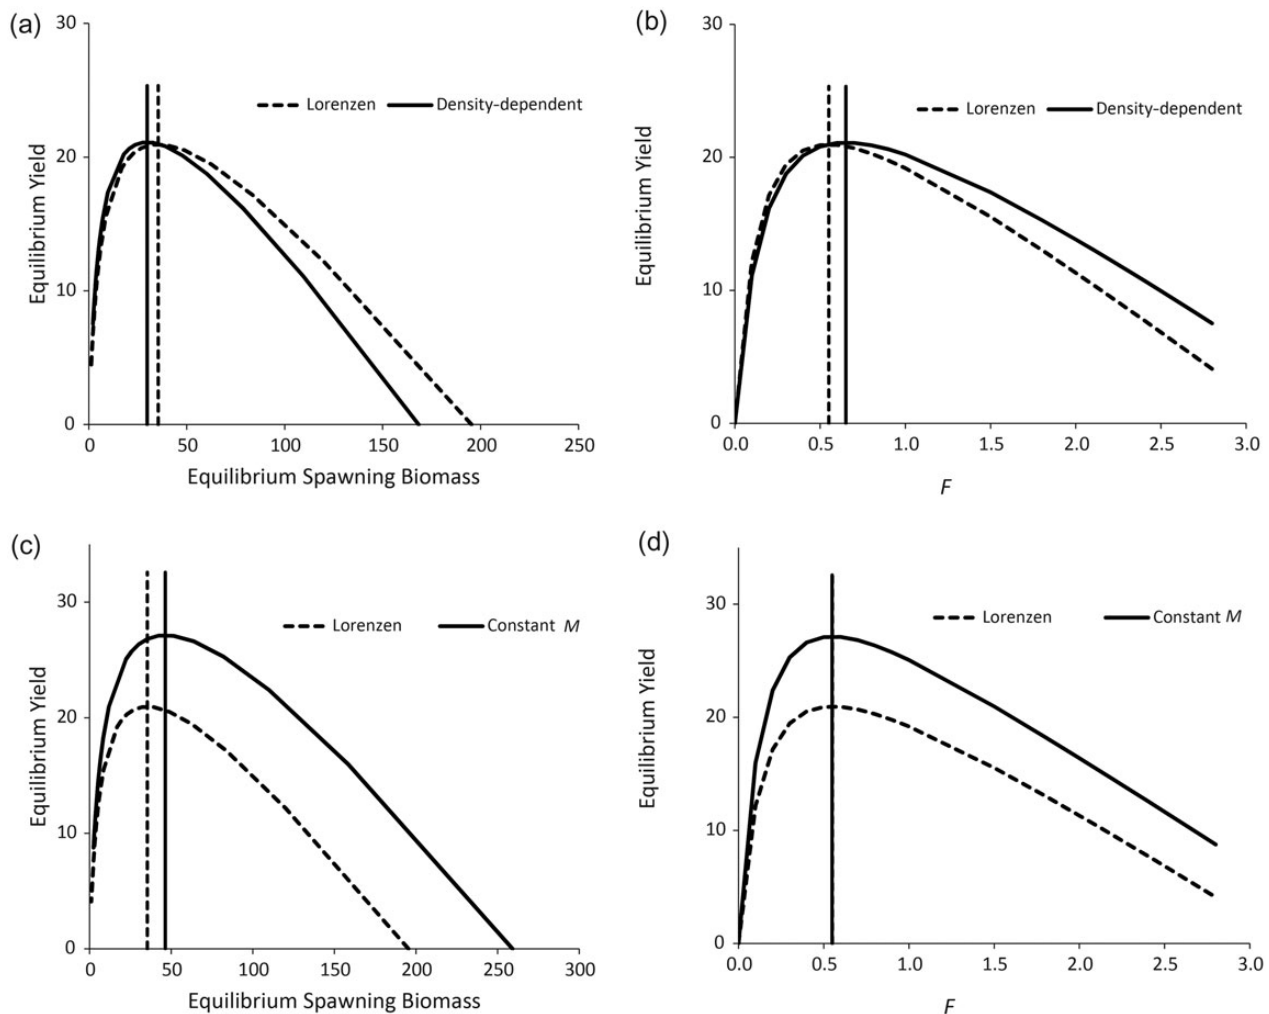 (a)
30
20
10
0
Equilibrium Yield
Lorenzen Density-dependent
0 50 100 150 200 250
Equilibrium Spawning Biomass
(b)
30
20
10
0
Equilibrium Yield
Lorenzen Density-dependent
0.0 0.5 1.0 1.5 2.0 2.5 3.0
F
(c)
30
20
10
0
Equilibrium Yield
Lorenzen Constant M
0 50 100 150 200 250 300
Equilibrium Spawning Biomass
(d)
30
20
10
0
Equilibrium Yield
Lorenzen Constant M
0.0 0.5 1.0 1.5 2.0 2.5 3.0
F